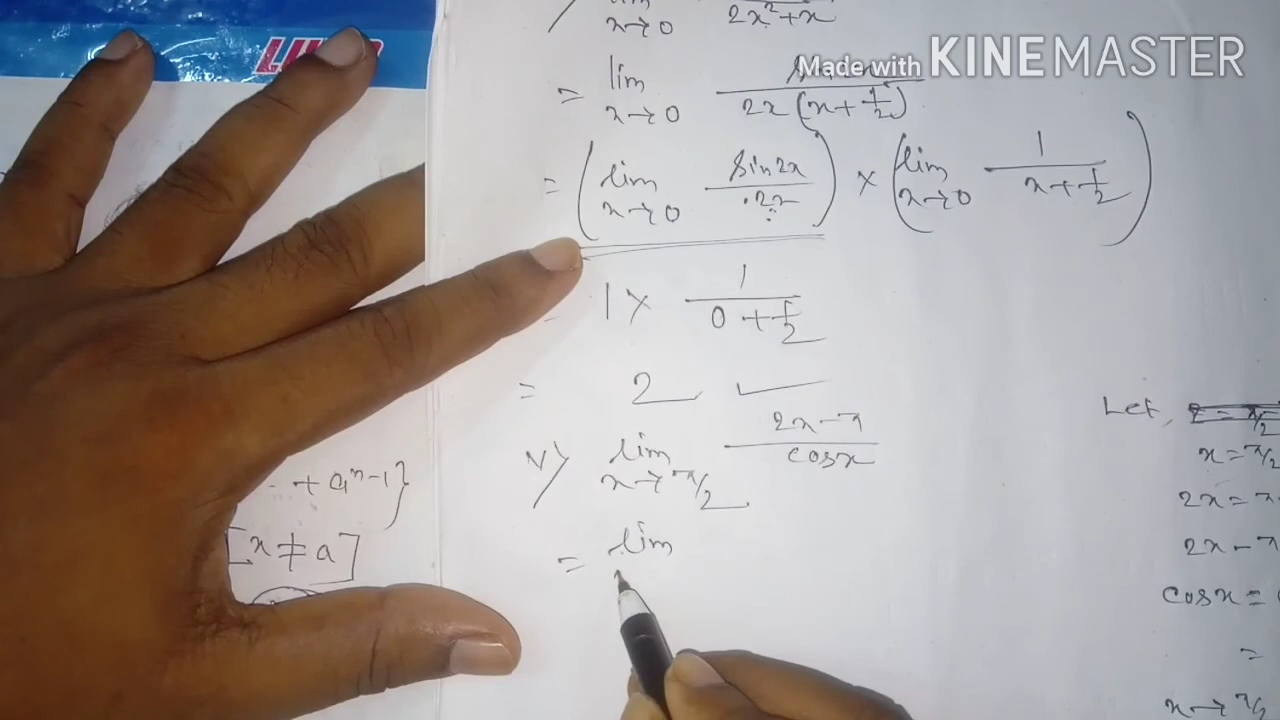 lim
x→0 2x²+x
Made with KINEMASTER
= lim
x→0 2x(x+1/2)
= (lim x→0 sin2x/2x) × (lim x→0 1/(x+1/2))
1 × 1/(0+1/2)
= 2
v) lim x→π/2 (2x-π)/cosx
= lim
+ aⁿ⁻¹}
[x ≠ a]
Let,
x = π/2
2x = π
2x - π
cosx =
=
x→π/2